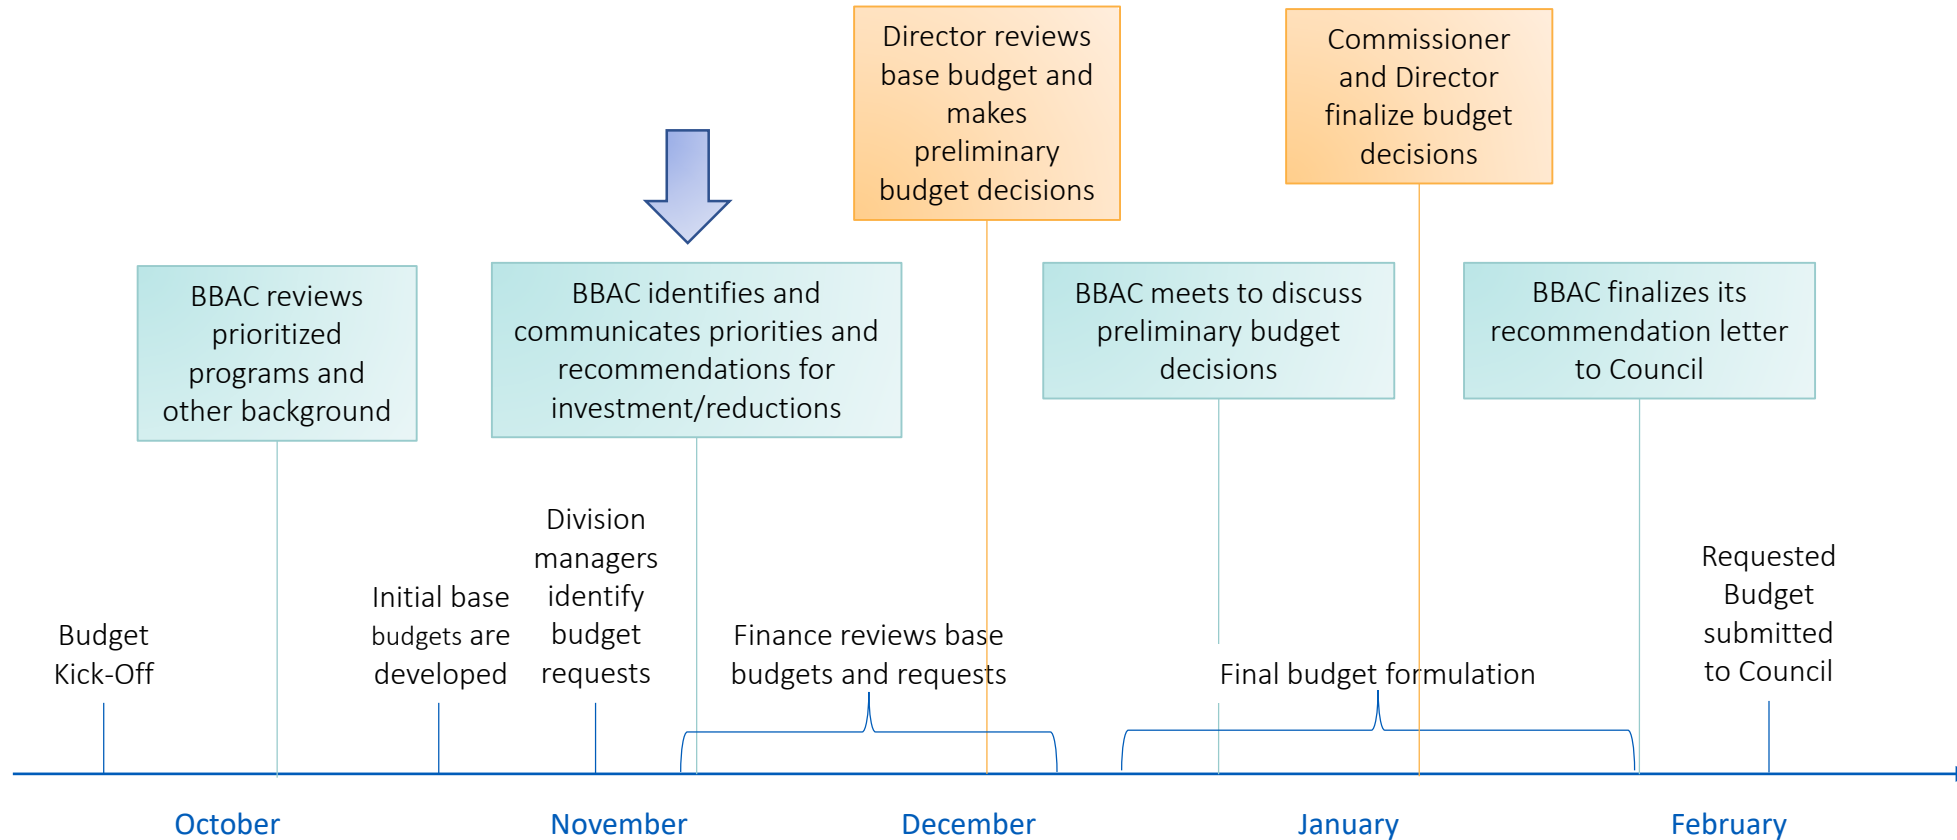 Director reviews
base budget and
makes
preliminary
budget decisions
Commissioner
and Director
finalize budget
decisions
BBAC reviews
prioritized
programs and
other background
BBAC identifies and
communicates priorities and
recommendations for
investment/reductions
BBAC meets to discuss
preliminary budget
decisions
BBAC finalizes its
recommendation letter
to Council
Budget
Kick-Off
Initial base
budgets are
developed
Division
managers
identify
budget
requests
Finance reviews base
budgets and requests
Final budget formulation
Requested
Budget
submitted
to Council
October
November
December
January
February